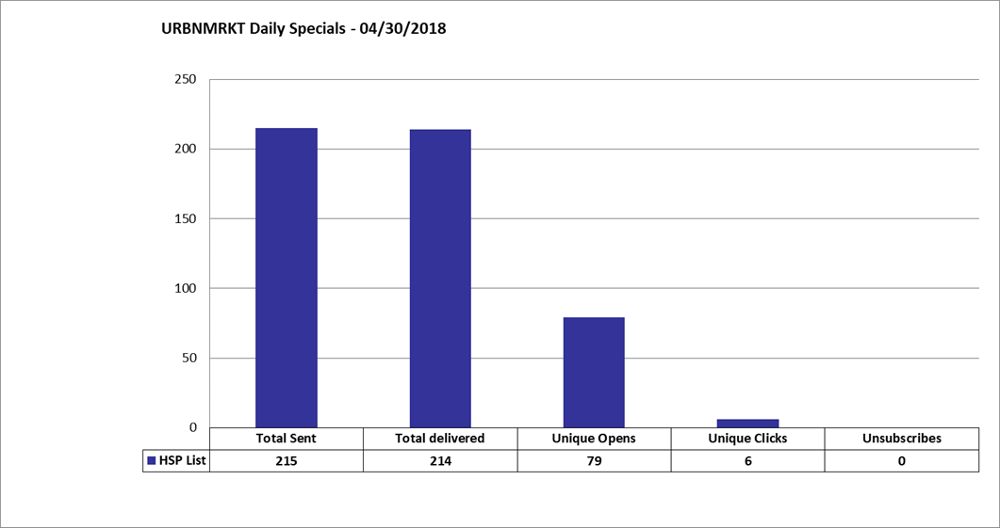 URBNMRKT Daily Specials - 04/30/2018
250
200
150
100
50
0
Total Sent Total delivered Unique Opens Unique Clicks Unsubscribes
HSP List 215 214 79 6 0